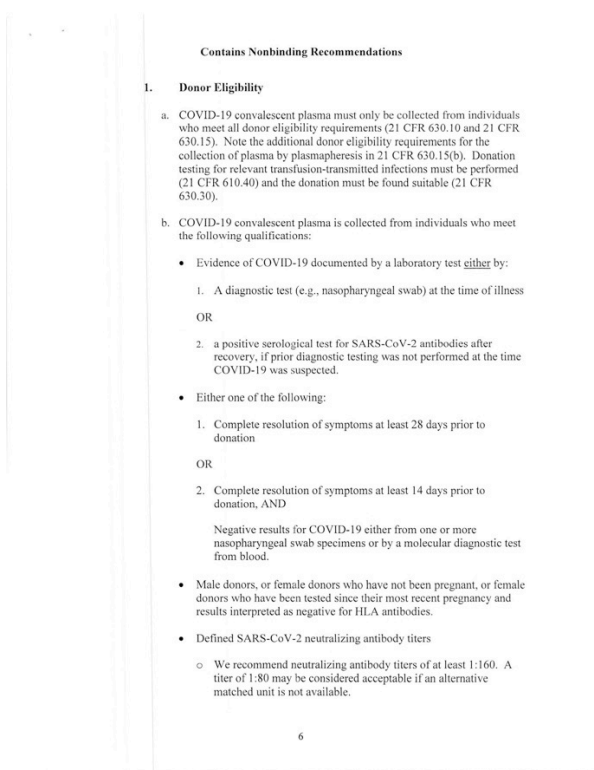 Contains Nonbinding Recommendations
1. Donor Eligibility
a. COVID-19 convalescent plasma must only be collected from individuals
who meet all donor eligibility requirements (21 CFR 630.10 and 21 CFR
630.15). Note the additional donor eligibility requirements for the
collection of plasma by plasmapheresis in 21 CFR 630.15(b). Donation
testing for relevant transfusion-transmitted infections must be performed
(21 CFR 610.40) and the donation must be found suitable (21 CFR
630.30).
b. COVID-19 convalescent plasma is collected from individuals who meet
the following qualifications:
• Evidence of COVID-19 documented by a laboratory test either by:
1. A diagnostic test (e.g., nasopharyngeal swab) at the time of illness
OR
2. a positive serological test for SARS-CoV-2 antibodies after
recovery, if prior diagnostic testing was not performed at the time
COVID-19 was suspected.
• Either one of the following:
1. Complete resolution of symptoms at least 28 days prior to
donation
OR
2. Complete resolution of symptoms at least 14 days prior to
donation, AND
Negative results for COVID-19 either from one or more
nasopharyngeal swab specimens or by a molecular diagnostic test
from blood.
• Male donors, or female donors who have not been pregnant, or female
donors who have been tested since their most recent pregnancy and
results interpreted as negative for HLA antibodies.
• Defined SARS-CoV-2 neutralizing antibody titers
o We recommend neutralizing antibody titers of at least 1:160. A
titer of 1:80 may be considered acceptable if an alternative
matched unit is not available.
6